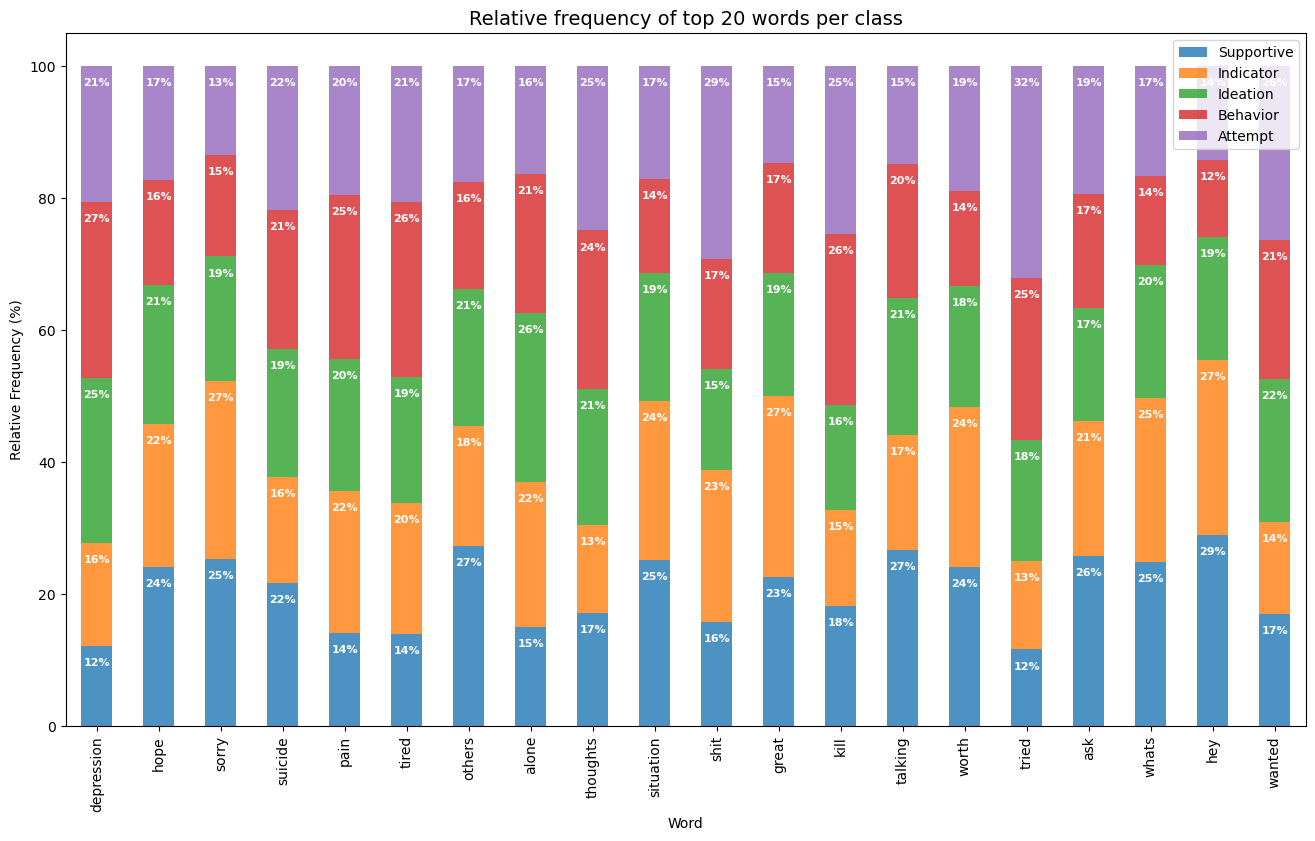 Relative frequency of top 20 words per class
Supportive
Indicator
Ideation
Behavior
Attempt
Relative Frequency (%)
100
80
60
40
20
0
21% 17% 13% 22% 20% 21% 17% 16% 25% 17% 29% 15% 25% 15% 19% 32% 19% 17%
27% 16% 15% 21% 25% 26% 16% 21% 24% 14% 17% 17% 26% 20% 14% 25% 17% 14% 12% 21%
25% 21% 19% 19% 20% 19% 21% 26% 21% 19% 15% 19% 16% 21% 18% 18% 17% 20% 19% 22%
16% 22% 27% 16% 22% 20% 18% 22% 13% 24% 23% 27% 15% 17% 24% 13% 21% 25% 27% 14%
12% 24% 25% 22% 14% 14% 27% 15% 17% 25% 16% 23% 18% 27% 24% 12% 26% 25% 29% 17%
depression hope sorry suicide pain tired others alone thoughts situation shit great kill talking worth tried ask whats hey wanted
Word